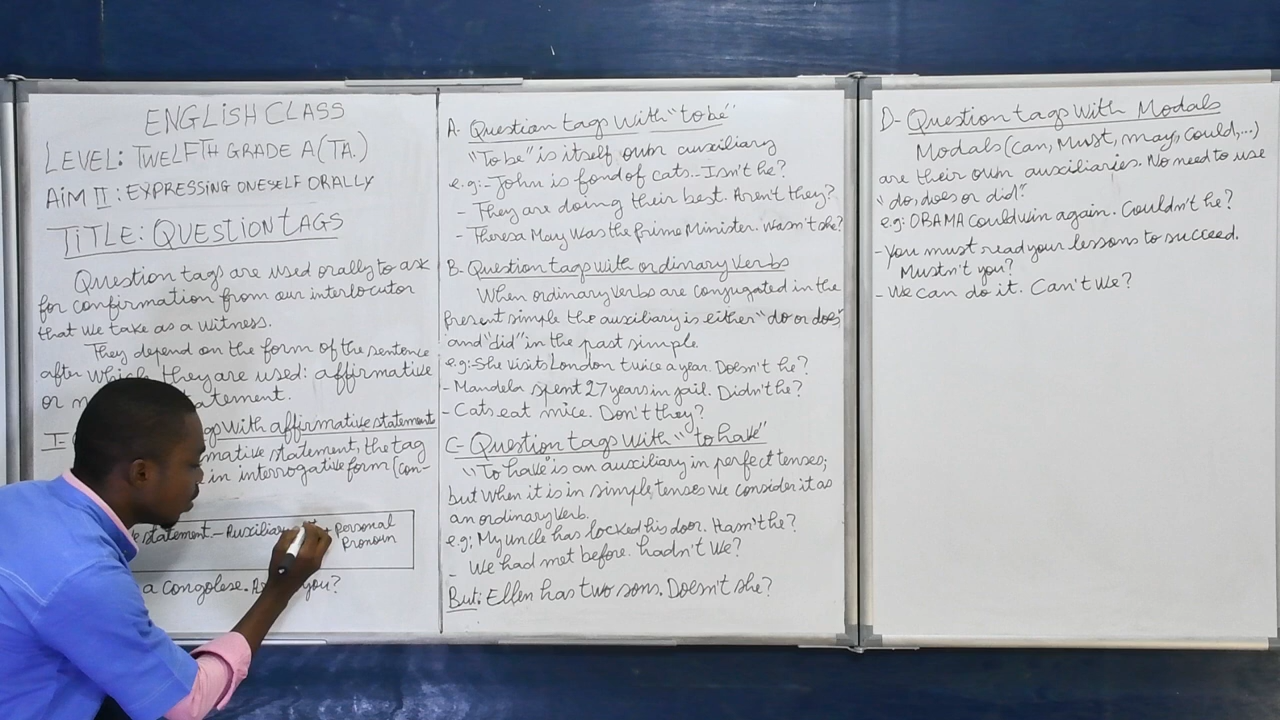 ENGLISH CLASS
LEVEL: TWELFTH GRADE A (TA.)
AIM II : EXPRESSING ONESELF ORALLY
TITLE: QUESTION TAGS
Question tags are used orally to ask
for confirmation from our interlocutor
that we take as a witness.
They depend on the form of the sentence
after which they are used: affirmative
or
I-
gs with affirmative statement
mative statement, the tag
in interrogative form (con-
statement. - Auxiliary
personal
pronoun
a congolese. you?
A- Question tags with "to be"
"To be" is itself own auxiliary
e.g:-John is fond of cats.-Isn't he?
- They are doing their best. Aren't they?
- Theresa May was the prime Minister. wasn't she?
B- Question tags with ordinary verbs
When ordinary verbs are conjugated in the
present simple the auxiliary is either "do or does"
and "did" in the past simple
e.g:-She visits London twice a year. Doesn't he?
- Mandela spent 27 years in jail. Didn't he?
- Cats eat mice. Don't they?
C- Question tags with "to have"
"To have" is an auxiliary in perfect tenses;
but when it is in simple tenses we consider it as
an ordinary verb.
e.g; My uncle has locked his door. Hasn't he?
- We had met before. hadn't we?
But: Ellen has two sons. Doesn't she?
D- Question tags with Modals
Modals (can, Must, may, could,...)
are their own auxiliaries. No need to use
"do, does or did".
e.g: OBAMA could win again. Couldn't he?
-You must read your lessons to succeed.
Mustn't you?
- We can do it. Can't we?